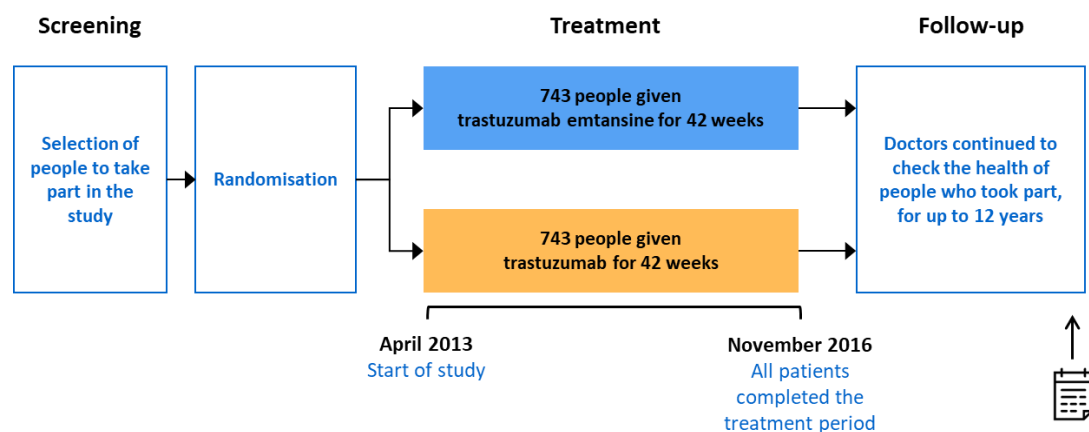 Screening
Treatment
Follow-up
Selection of
people to take
part in the
study
Randomisation
743 people given
trastuzumab emtansine for 42 weeks
743 people given
trastuzumab for 42 weeks
Doctors continued to
check the health of
people who took part,
for up to 12 years
April 2013
Start of study
November 2016
All patients
completed the
treatment period